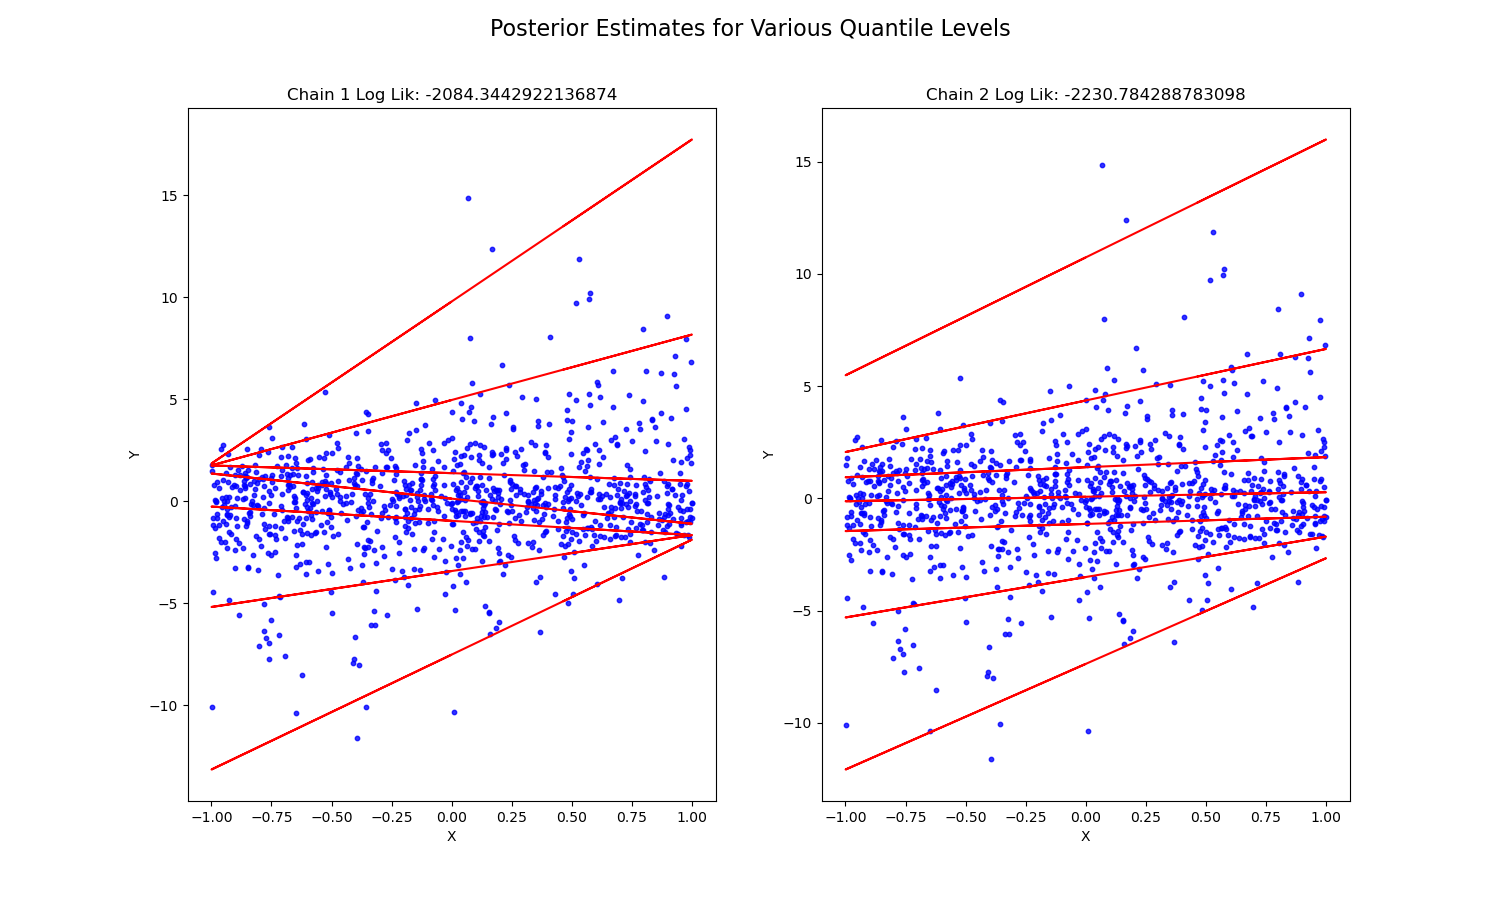 Posterior Estimates for Various Quantile Levels
Chain 1 Log Lik: -2084.3442922136874
Chain 2 Log Lik: -2230.784288783098
15
10
5
0
−5
−10
Y
−1.00 −0.75 −0.50 −0.25 0.00 0.25 0.50 0.75 1.00
X
15
10
5
0
−5
−10
Y
−1.00 −0.75 −0.50 −0.25 0.00 0.25 0.50 0.75 1.00
X